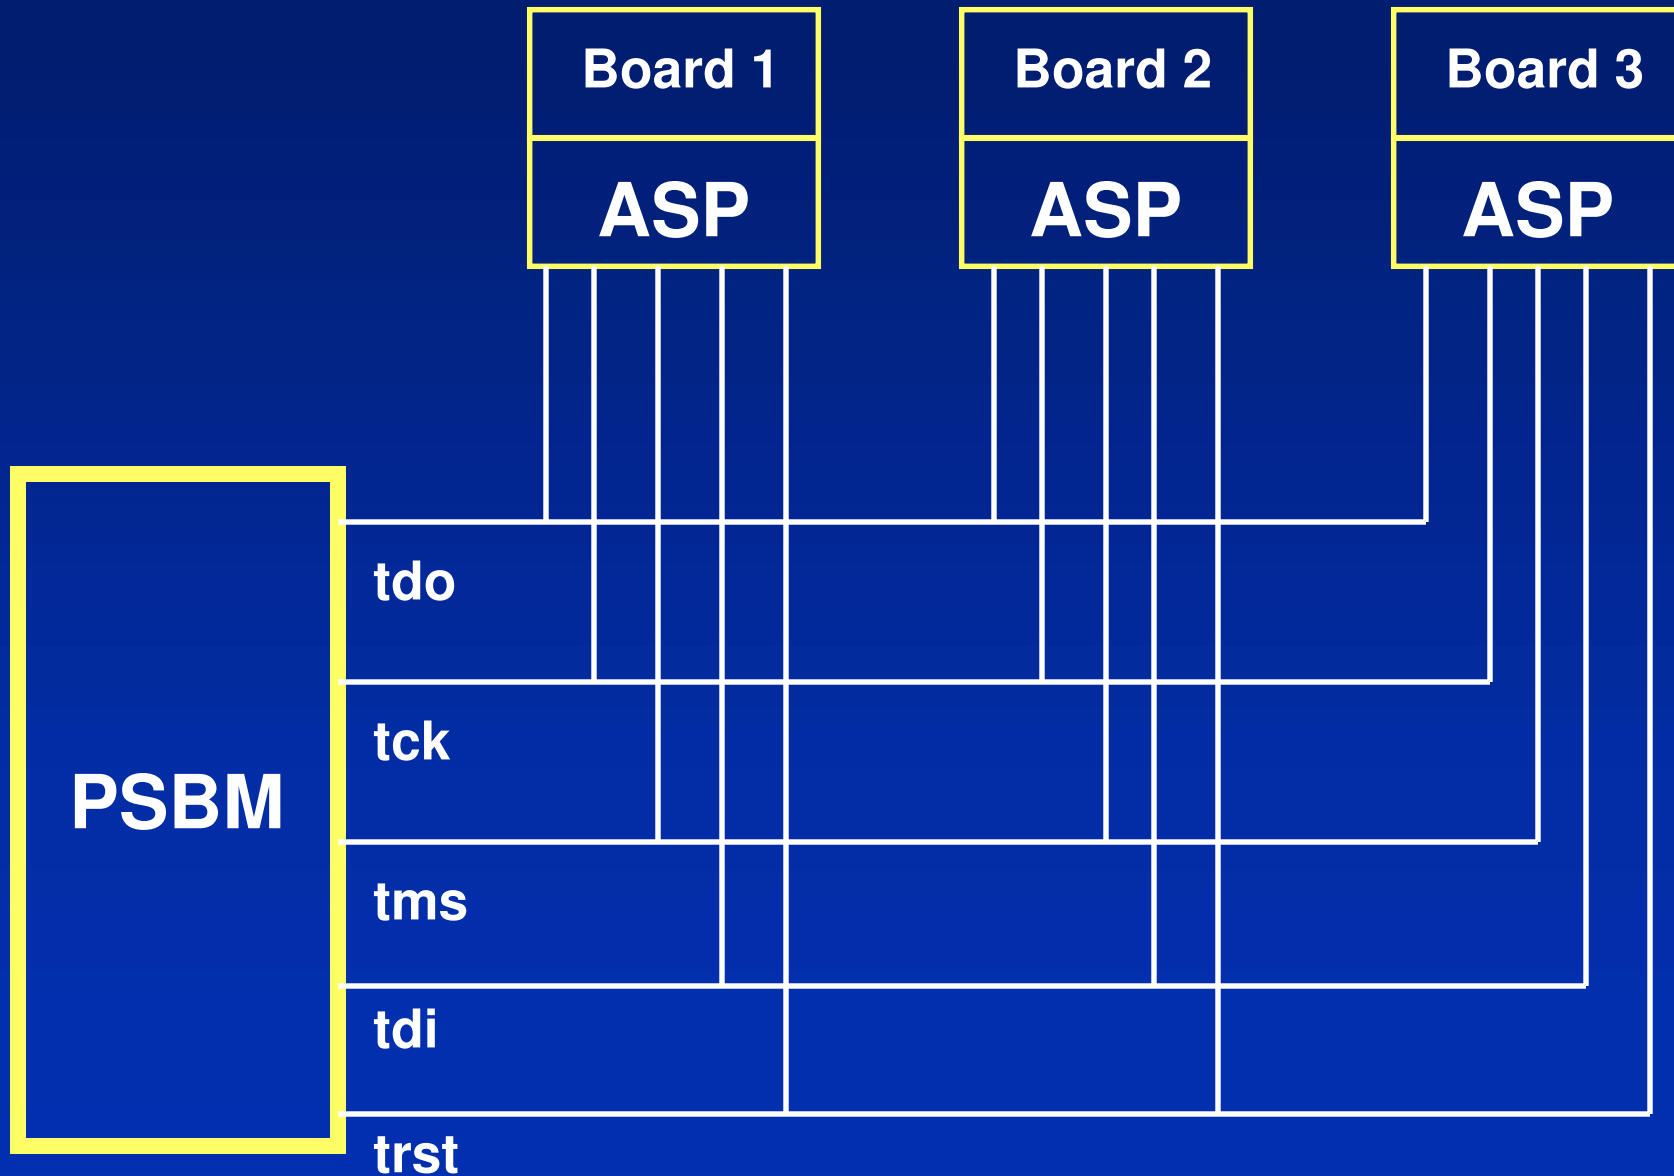 Board 1
Board 2
Board 3
ASP
ASP
ASP
tdo
tck
PSBM
tms
tdi
trst